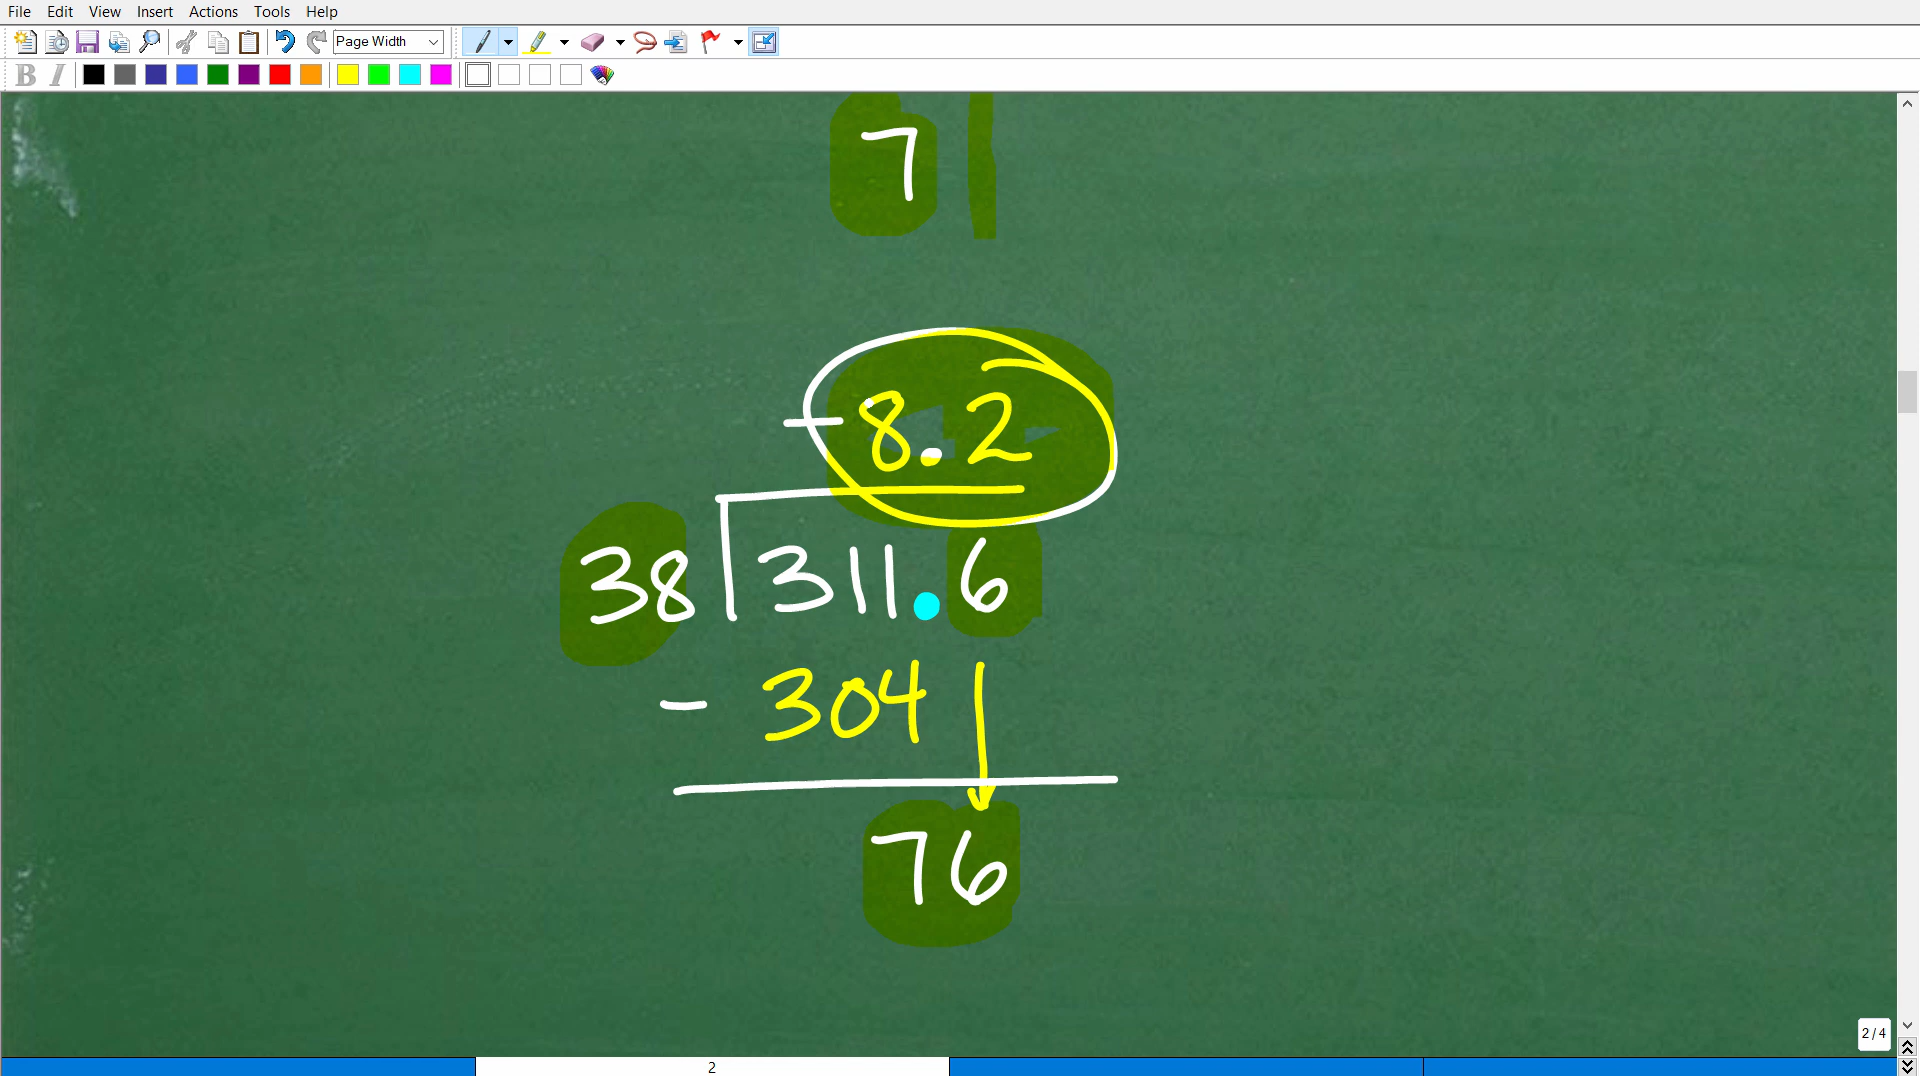 File Edit View Insert Actions Tools Help
Page Width
B I
7
-8.2
38 311.6
- 304
76
2 / 4
2